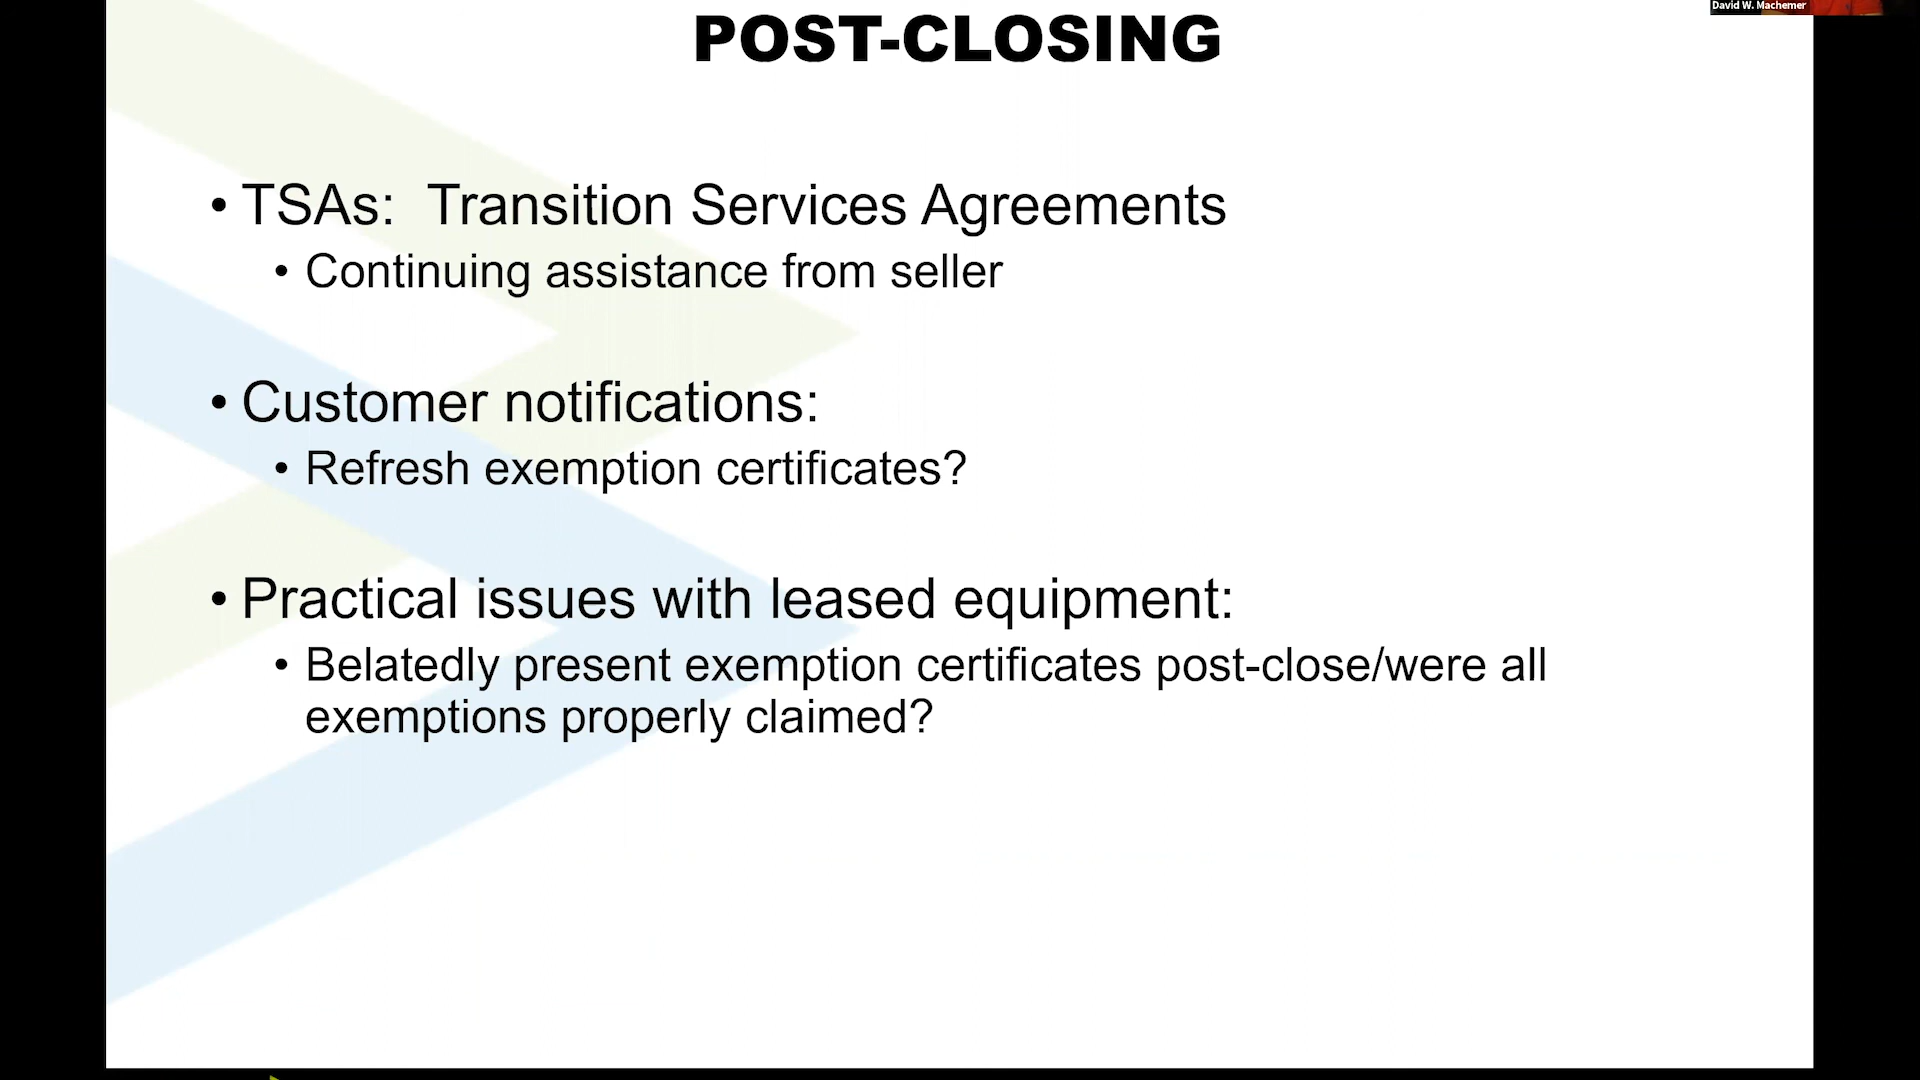 David W. Machemer
POST-CLOSING
• TSAs:  Transition Services Agreements
• Continuing assistance from seller
• Customer notifications:
• Refresh exemption certificates?
• Practical issues with leased equipment:
• Belatedly present exemption certificates post-close/were all
exemptions properly claimed?